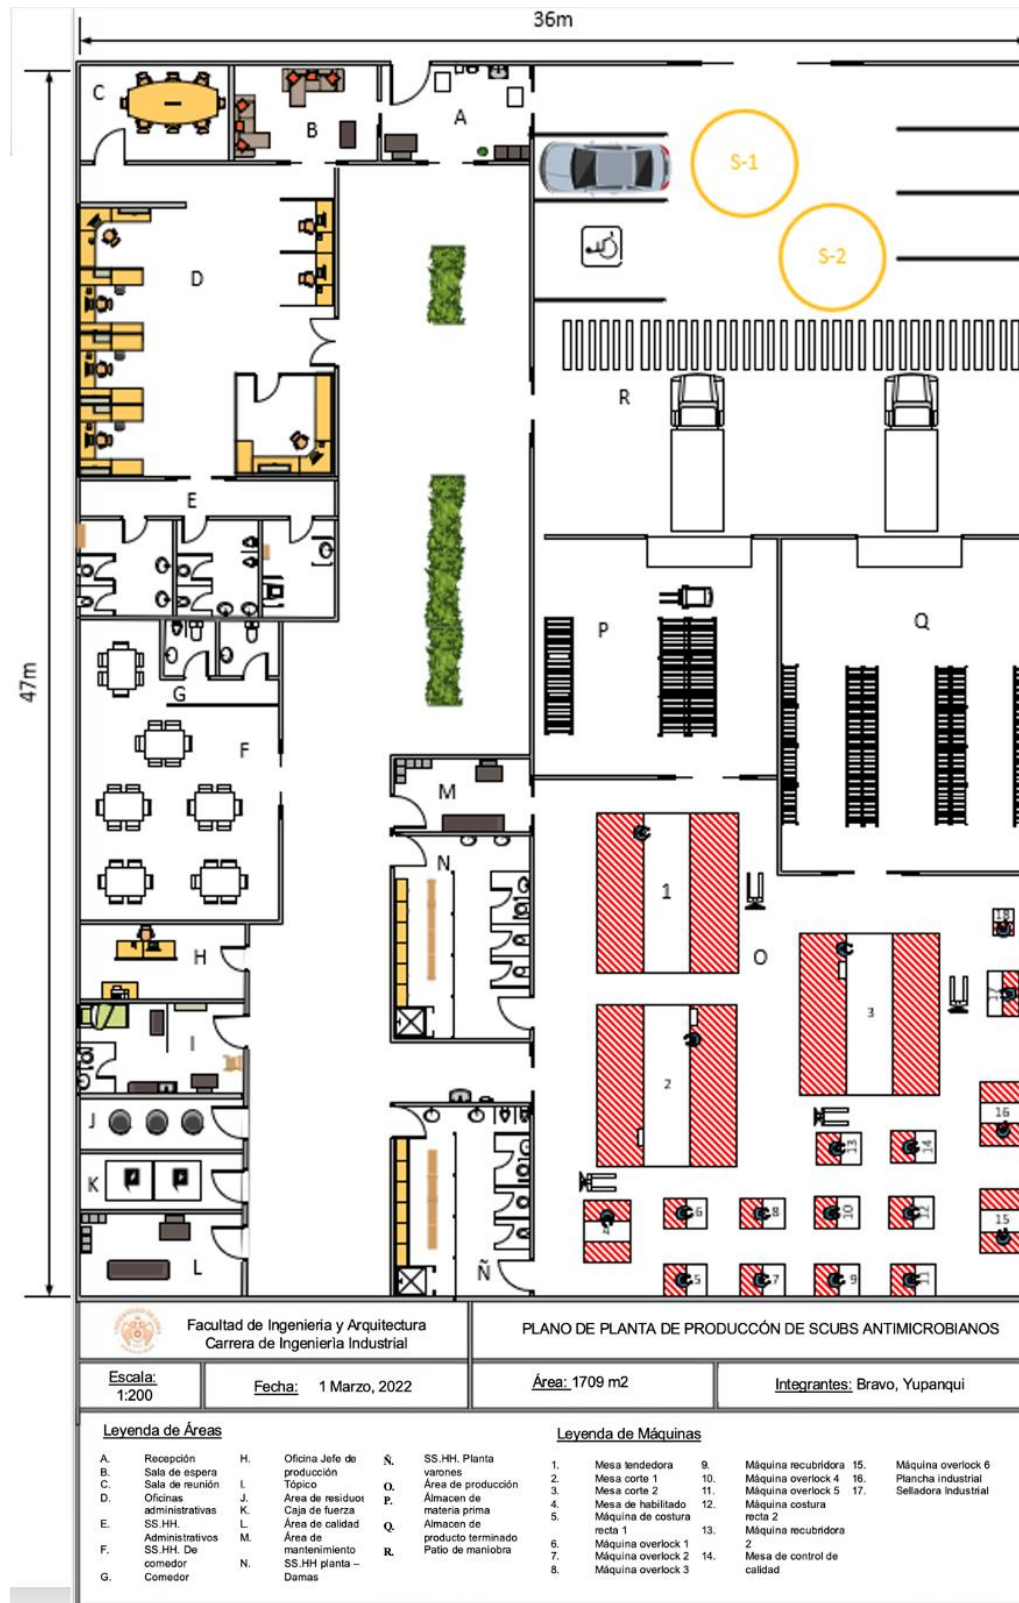 36m
47m
C
B
A
S-1
S-2
D
R
E
P
Q
G
F
M
N
1
O
H
3
2
I
J
16
13
14
K
6
8
10
12
15
4
L
Ñ
5
7
9
11
17
Facultad de Ingenieria y Arquitectura
Carrera de Ingenierìa Industrial
PLANO DE PLANTA DE PRODUCCÓN DE SCUBS ANTIMICROBIANOS
Escala:
1:200
Fecha: 1 Marzo, 2022
Área: 1709 m2
Integrantes: Bravo, Yupanqui
Leyenda de Áreas
A. Recepción
B. Sala de espera
C. Sala de reunión
D. Oficinas
administrativas
E. SS.HH.
Administrativos
F. SS.HH. De
comedor
G. Comedor
H. Oficina Jefe de
producción
I. Tópico
J. Area de residuos
K. Caja de fuerza
L. Área de calidad
M. Área de
mantenimiento
N. SS.HH planta –
Damas
Ñ. SS.HH. Planta
varones
O. Área de producción
P. Álmacen de
materia prima
Q. Almacen de
producto terminado
R. Patio de maniobra
Leyenda de Máquinas
1. Mesa tendedora
2. Mesa corte 1
3. Mesa corte 2
4. Mesa de habilitado
5. Máquina de costura
recta 1
6. Máquina overlock 1
7. Máquina overlock 2
8. Máquina overlock 3
9. Máquina recubridora
10. Máquina overlock 4
11. Máquina overlock 5
12. Máquina costura
recta 2
13. Máquina recubridora
2
14. Mesa de control de
calidad
15. Máquina overlock 6
16. Plancha industrial
17. Selladora Industrial